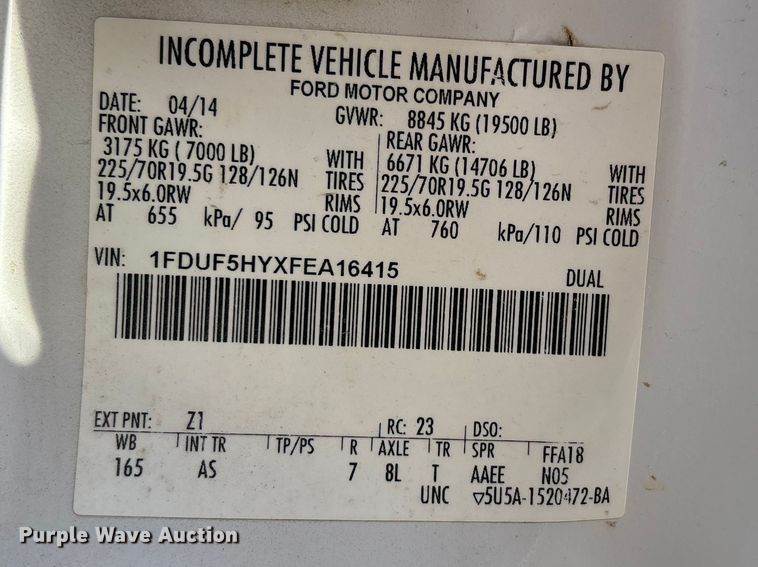 INCOMPLETE VEHICLE MANUFACTURED BY
FORD MOTOR COMPANY
DATE: 04/14 GVWR: 8845 KG (19500 LB)
FRONT GAWR: REAR GAWR:
3175 KG ( 7000 LB) WITH 6671 KG (14706 LB) WITH
225/70R19.5G 128/126N TIRES 225/70R19.5G 128/126N TIRES
19.5x6.0RW RIMS 19.5x6.0RW RIMS
AT 655 kPa/ 95 PSI COLD AT 760 kPa/110 PSI COLD
VIN: 1FDUF5HYXFEA16415 DUAL
EXT PNT: Z1 RC: 23 DSO:
WB INT TR TP/PS R AXLE TR SPR FFA18
165 AS 7 8L T AAEE N05
UNC ▽5U5A-1520472-BA
Purple Wave Auction